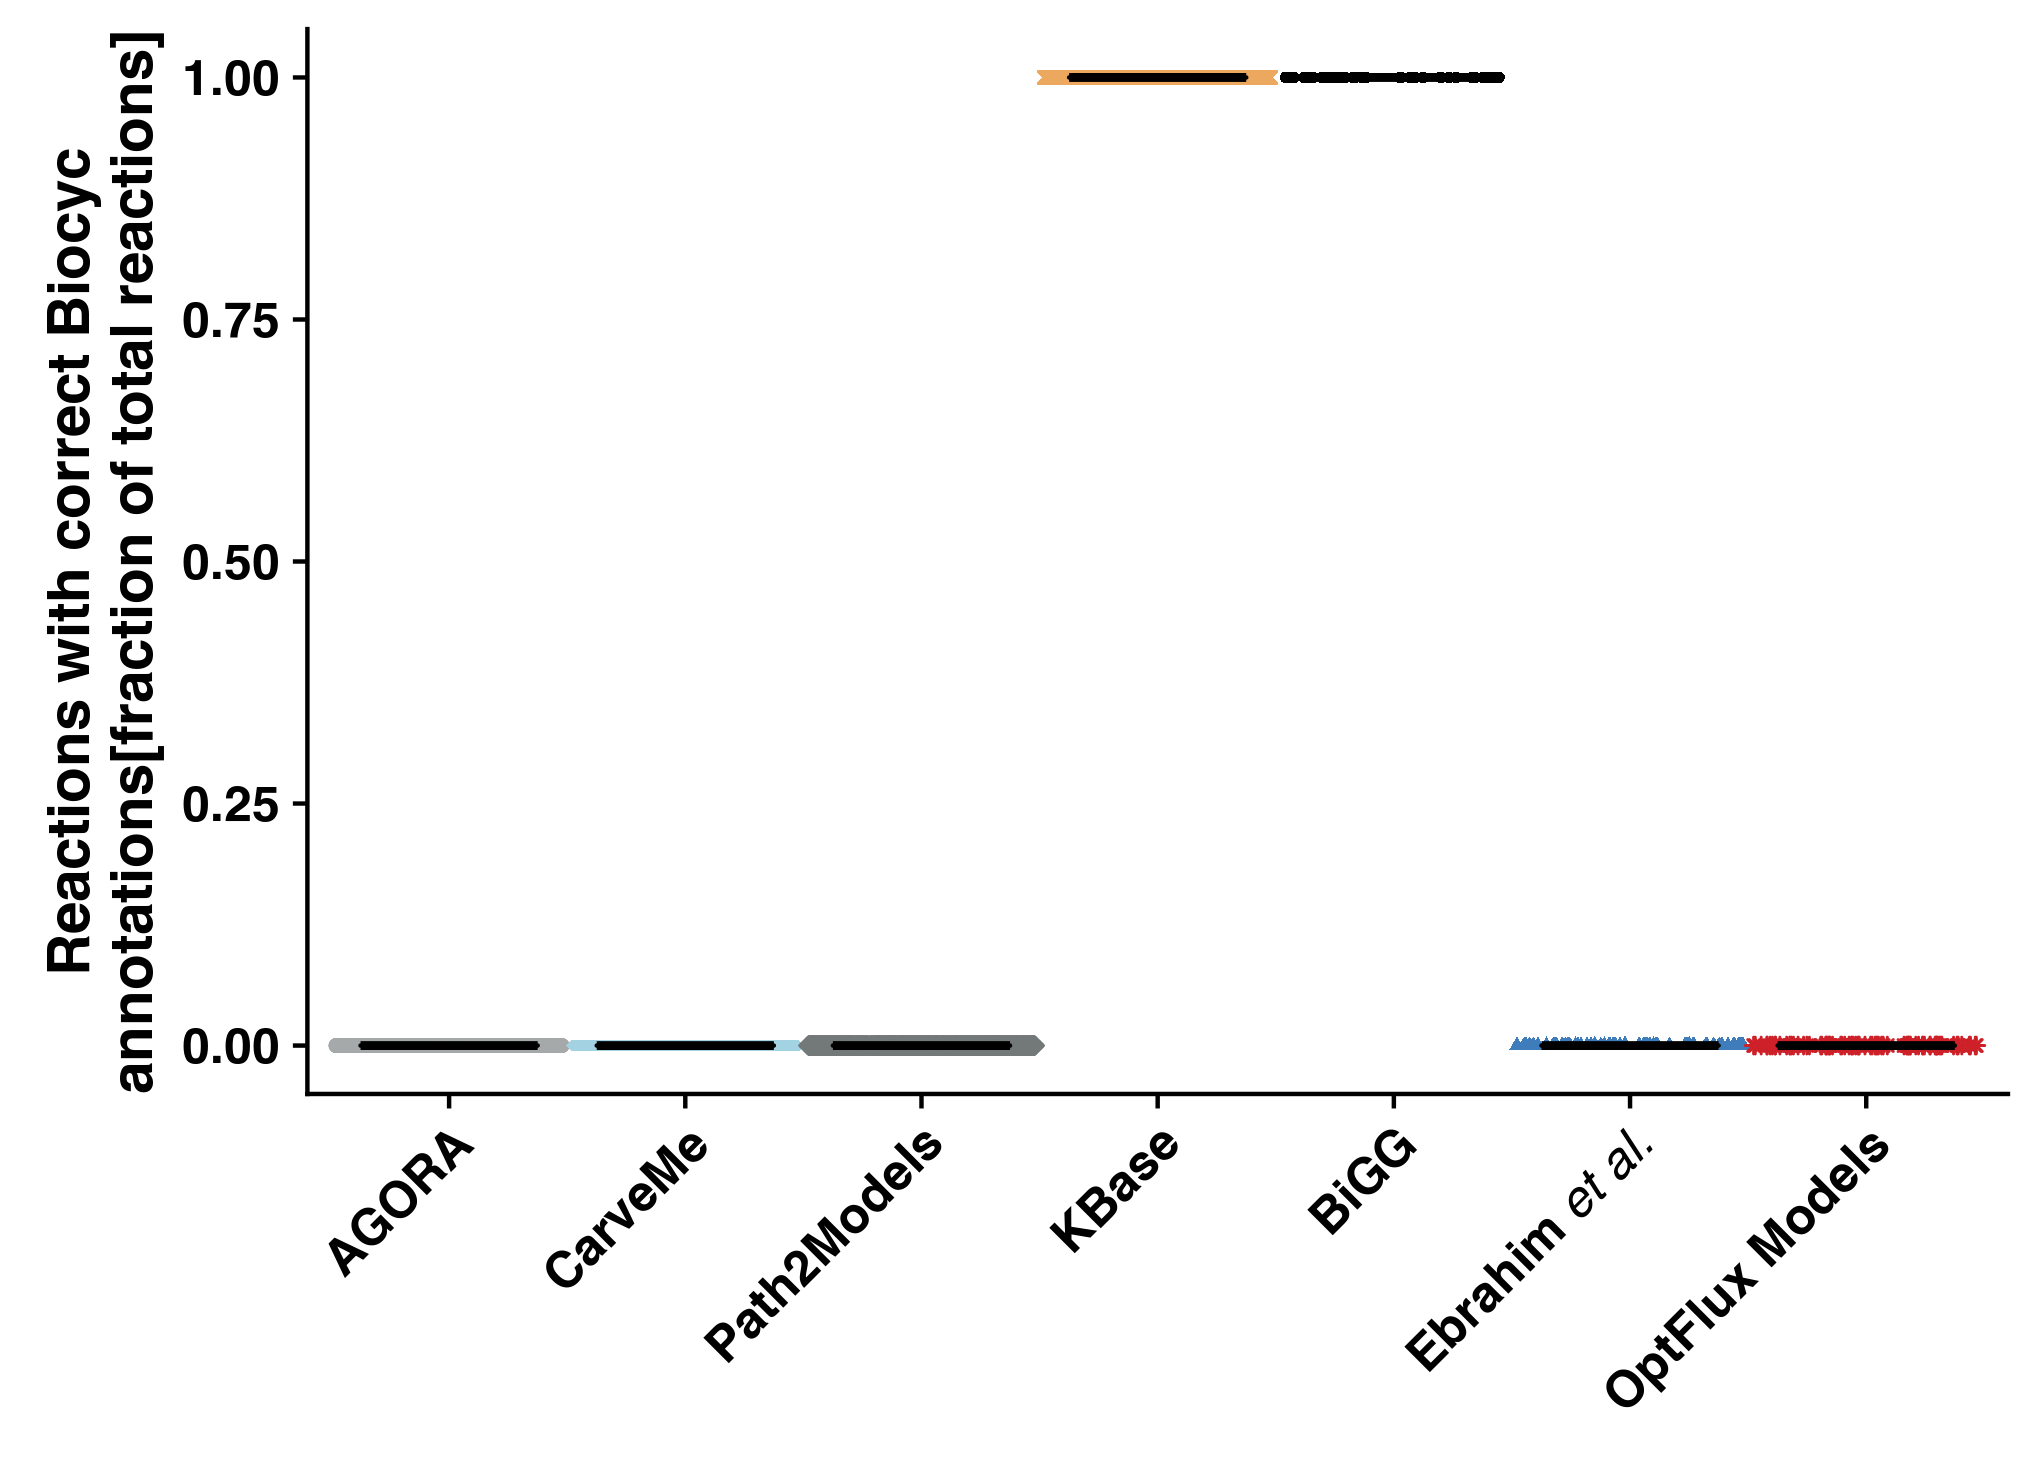 Reactions with correct Biocyc
annotations[fraction of total reactions]
1.00
0.75
0.50
0.25
0.00
AGORA
CarveMe
Path2Models
KBase
BiGG
Ebrahim et al.
OptFlux Models